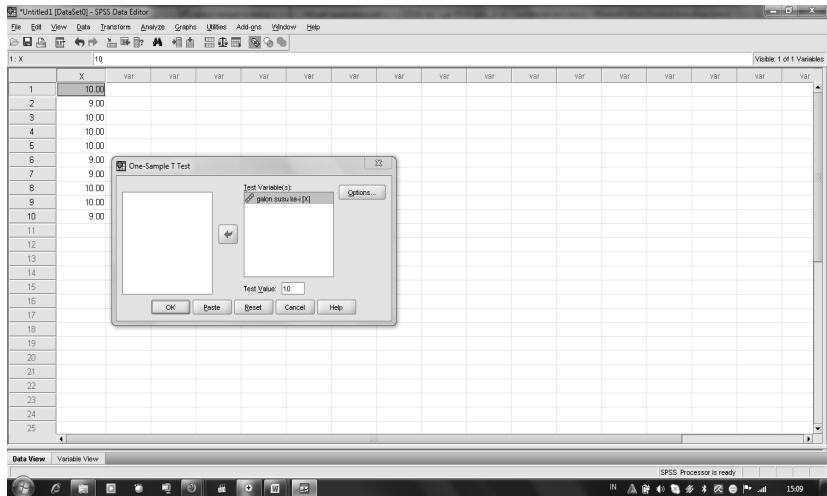 *Untitled1 [DataSet0] - SPSS Data Editor
File Edit View Data Transform Analyze Graphs Utilities Add-ons Window Help
1 : X 10 Visible: 1 of 1 Variables
X var var var var var var var var var var var var var var var var
1 10.00
2 9.00
3 10.00
4 10.00
5 10.00
6 9.00
7 9.00
8 10.00
9 10.00
10 9.00
11
12
13
14
15
16
17
18
19
20
21
22
23
24
25
One-Sample T Test
Test Variable(s):
galon susu ke-i [X]
Options...
Test Value: 10
OK Paste Reset Cancel Help
Data View Variable View
SPSS Processor is ready
IN 15:09